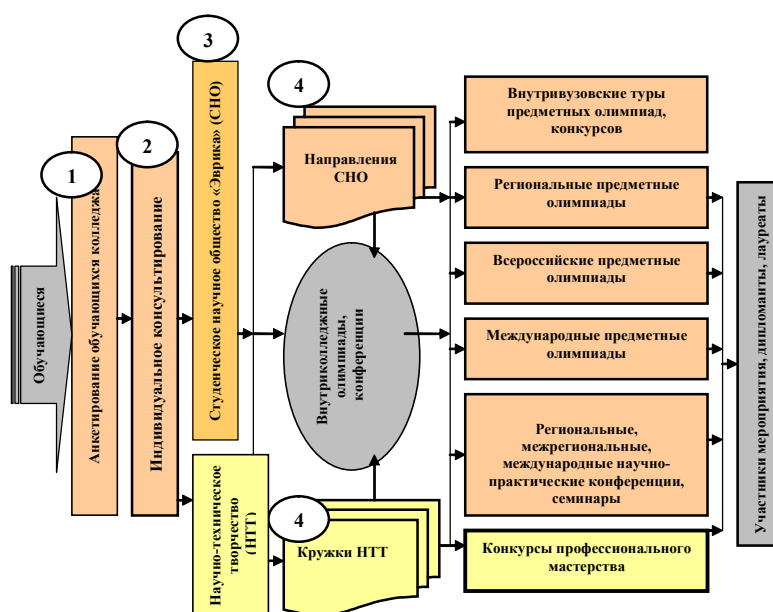 Обучающиеся
1
Анкетирование обучающихся колледжа
2
Индивидуальное консультирование
3
Студенческое научное общество «Эврика» (СНО)
Научно-техническое
творчество
(НТТ)
4
Направления
СНО
Внутриколледжные
олимпиады,
конференции
4
Кружки НТТ
Внутривузовские туры
предметных олимпиад,
конкурсов
Региональные предметные
олимпиады
Всероссийские предметные
олимпиады
Международные предметные
олимпиады
Региональные,
межрегиональные,
международные научно-
практические конференции,
семинары
Конкурсы профессионального
мастерства
Участники мероприятия, дипломанты, лауреаты